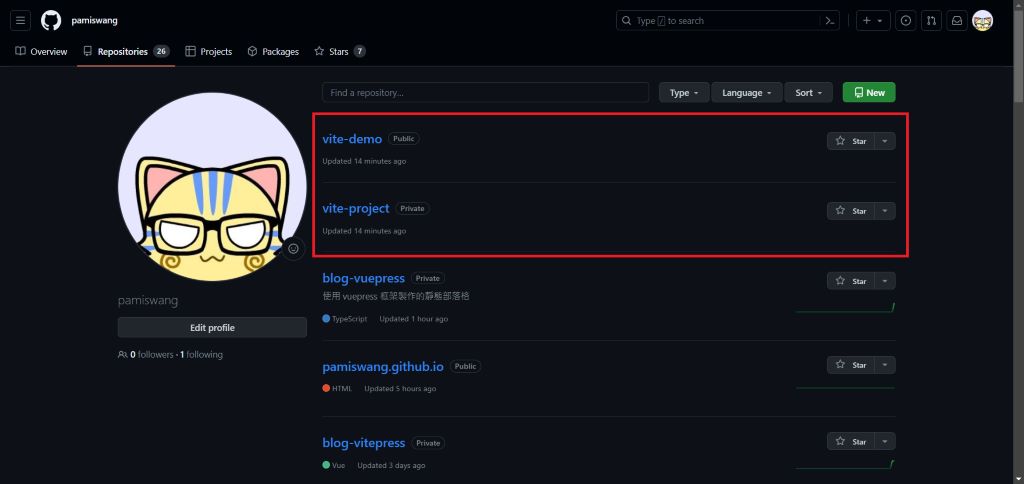 pamiswang
Type / to search
Overview
Repositories 26
Projects
Packages
Stars 7
Find a repository...
Type
Language
Sort
New
vite-demo Public
Star
Updated 14 minutes ago
vite-project Private
Star
Updated 14 minutes ago
blog-vuepress Private
Star
使用 vuepress 框架製作的靜態部落格
TypeScript Updated 1 hour ago
pamiswang.github.io Public
Star
HTML Updated 5 hours ago
blog-vitepress Private
Star
Vue Updated 3 days ago
pamiswang
Edit profile
0 followers · 1 following